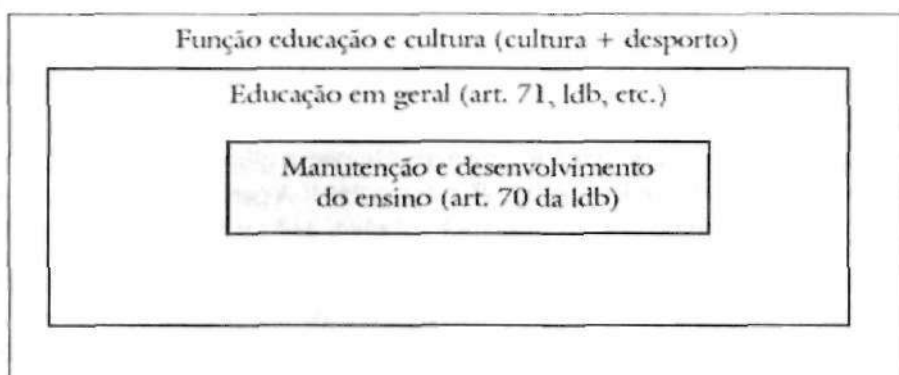 Função educação e cultura (cultura + desporto)
Educação em geral (art. 71, ldb, etc.)
Manutenção e desenvolvimento
do ensino (art. 70 da ldb)